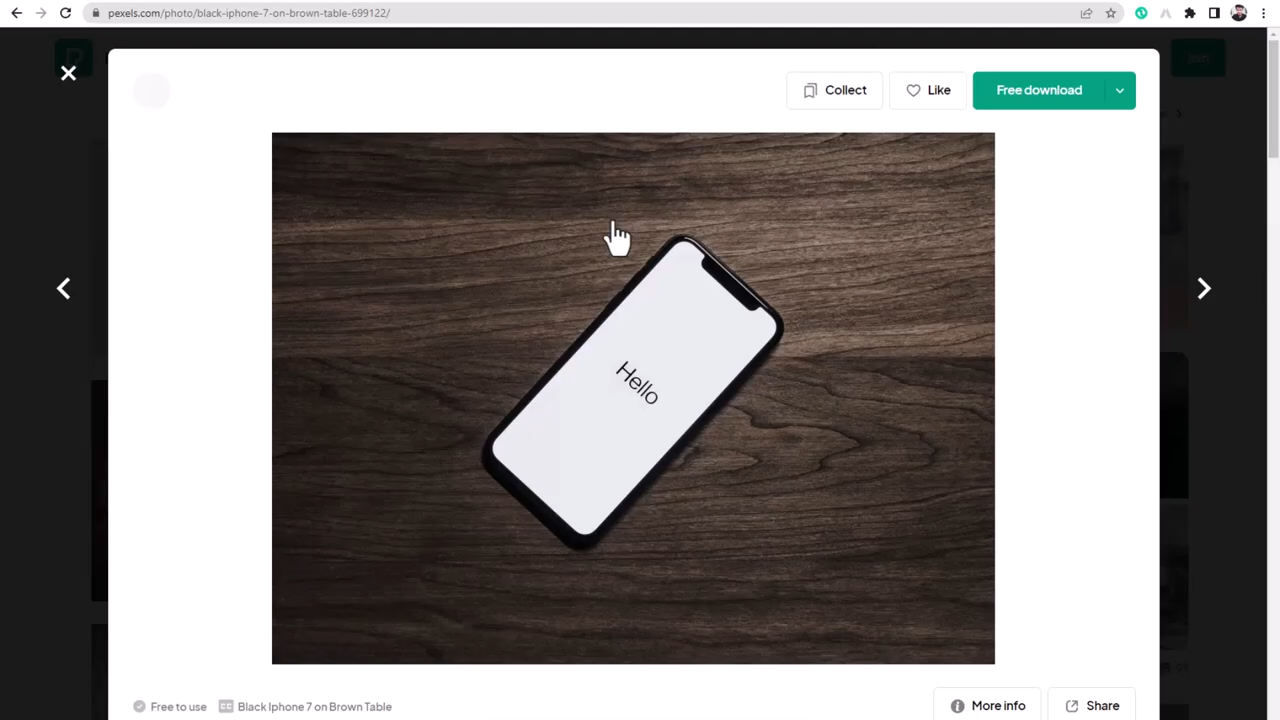 pexels.com/photo/black-iphone-7-on-brown-table-699122/
Collect
Like
Free download
Hello
Free to use
CC Black Iphone 7 on Brown Table
More info
Share